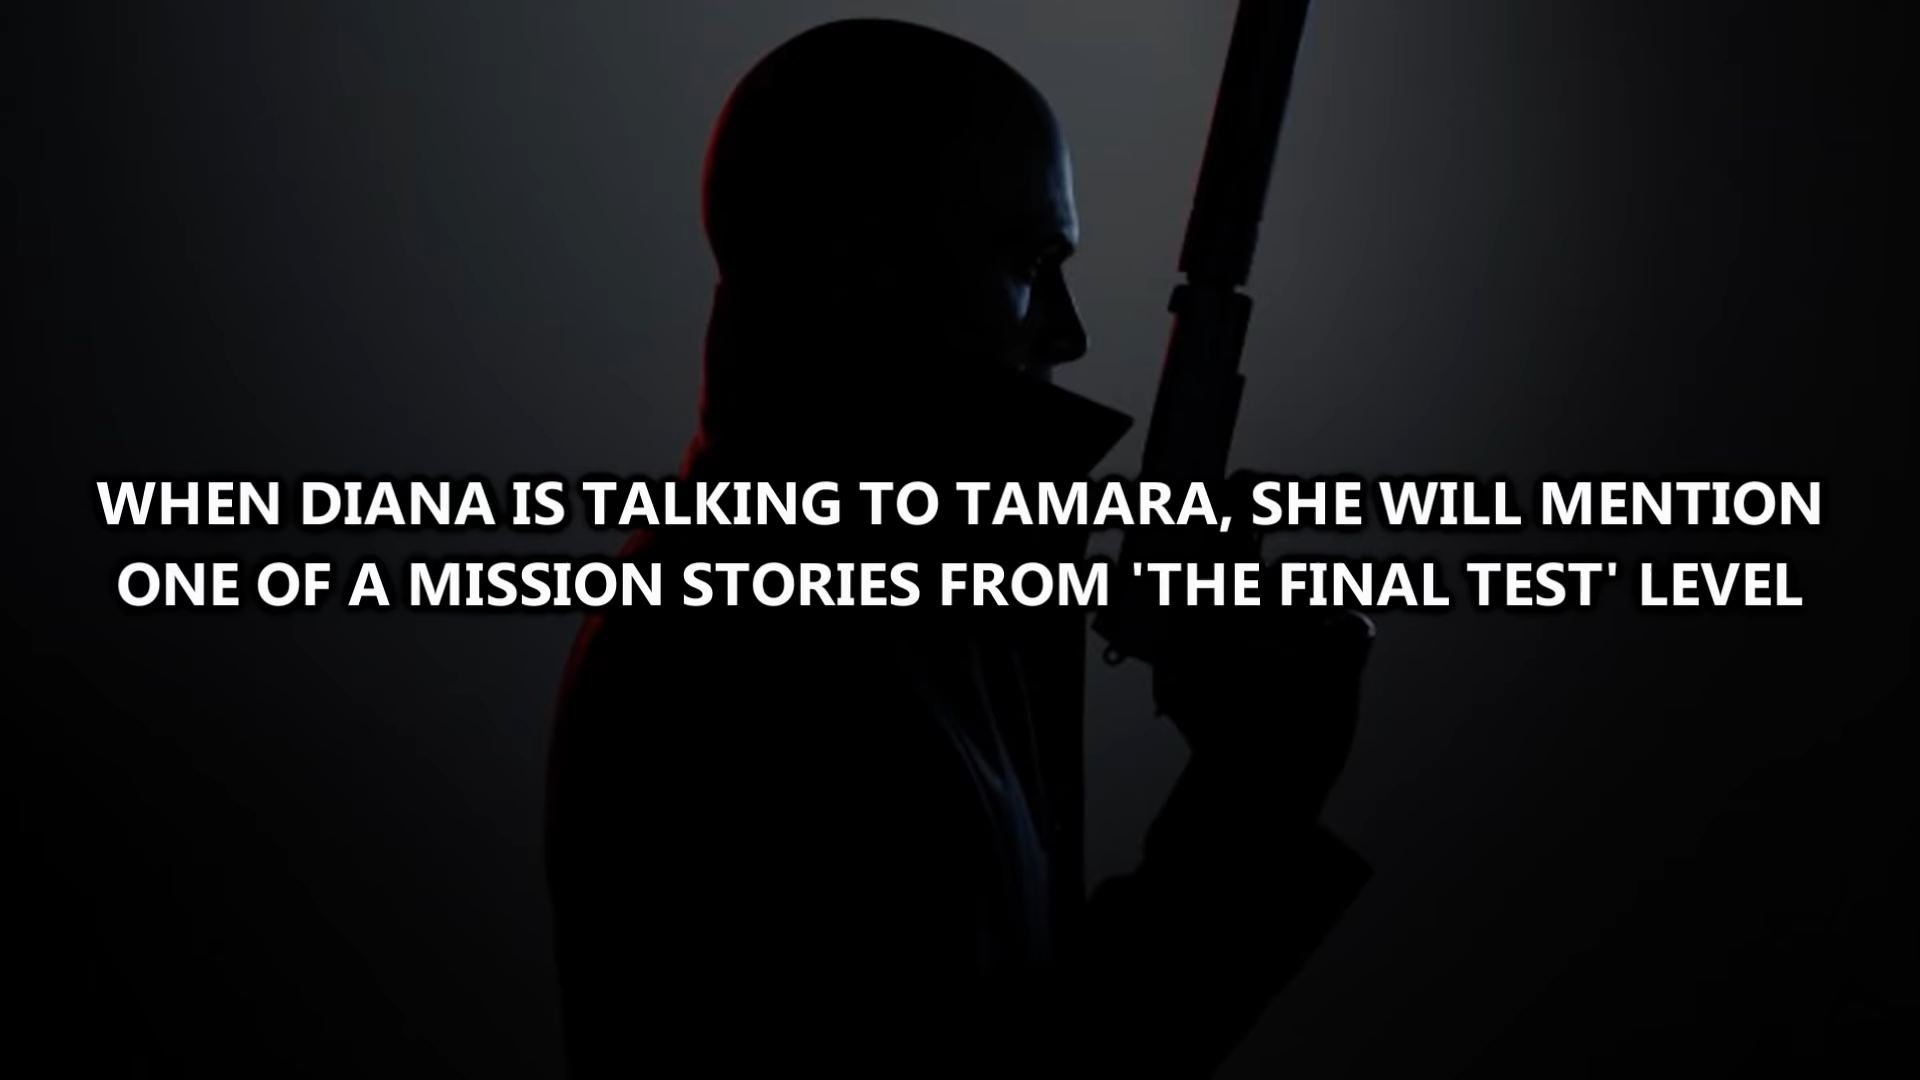 WHEN DIANA IS TALKING TO TAMARA, SHE WILL MENTION
ONE OF A MISSION STORIES FROM 'THE FINAL TEST' LEVEL